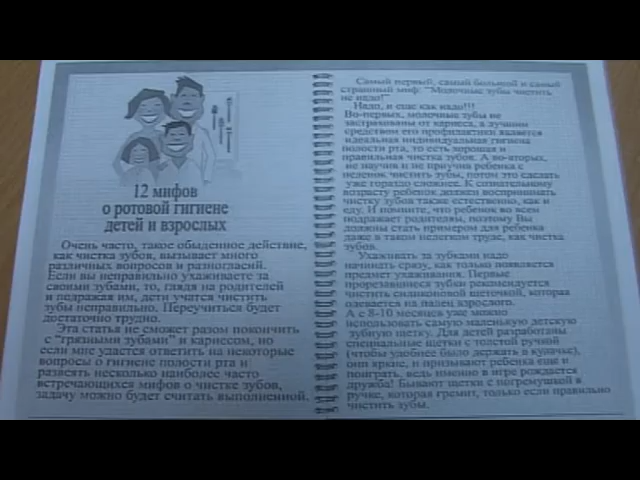 12 мифов
о ротовой гигиене
детей и взрослых
Очень часто, такое обыденное действие,
как чистка зубов, вызывает много
различных вопросов и разногласий.
Если вы неправильно ухаживаете за
своими зубами, то, глядя на родителей
и подражая им, дети учатся чистить
зубы неправильно. Переучиться будет
достаточно трудно.
Эта статья не сможет разом покончить
с “грязными зубами” и кариесом, но
если мне удастся ответить на некоторые
вопросы о гигиене полости рта и
развеять несколько наиболее часто
встречающихся мифов о чистке зубов,
задачу можно будет считать выполненной.
Самый первый, самый большой и самый
страшный миф: “Молочные зубы чистить
не надо!”
Надо, и еще как надо!!!
Во-первых, молочные зубы не
застрахованы от кариеса, а лучшим
средством его профилактики является
идеальная индивидуальная гигиена
полости рта, то есть хорошая и
правильная чистка зубов. А во-вторых,
не научив и не приучив ребенка с
пеленок чистить зубы, потом это сделать
уже гораздо сложнее. К сознательному
возрасту ребенок должен воспринимать
чистку зубов также естественно, как и
еду. И помните, что ребенок во всем
подражает родителям, поэтому Вы
должны стать примером для ребенка
даже в таком нелегком труде, как чистка
зубов.
Ухаживать за зубками надо
начинать сразу, как только появляется
предмет ухаживания. Первые
прорезавшиеся зубки рекомендуется
чистить силиконовой щеточкой, которая
одевается на палец взрослого.
А с 8-10 месяцев уже можно
использовать самую маленькую детскую
зубную щетку. Для детей разработаны
специальные щетки с толстой ручкой
(чтобы удобнее было держать в кулачке),
они яркие, и призывают ребенка еще и
поиграть, ведь именно в игре рождается
дружба! Бывают щетки с погремушкой в
ручке, которая гремит, только если правильно
чистить зубы.